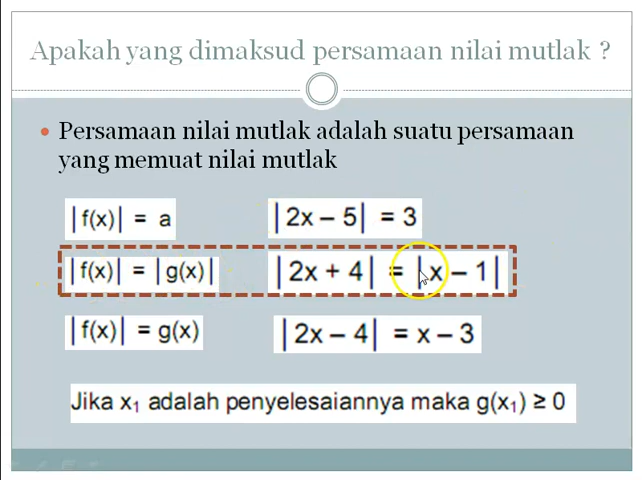 Apakah yang dimaksud persamaan nilai mutlak ?
• Persamaan nilai mutlak adalah suatu persamaan
yang memuat nilai mutlak
|f(x)| = a |2x – 5| = 3
|f(x)| = |g(x)| |2x + 4| = |x – 1|
|f(x)| = g(x) |2x – 4| = x – 3
Jika x₁ adalah penyelesaiannya maka g(x₁) ≥ 0